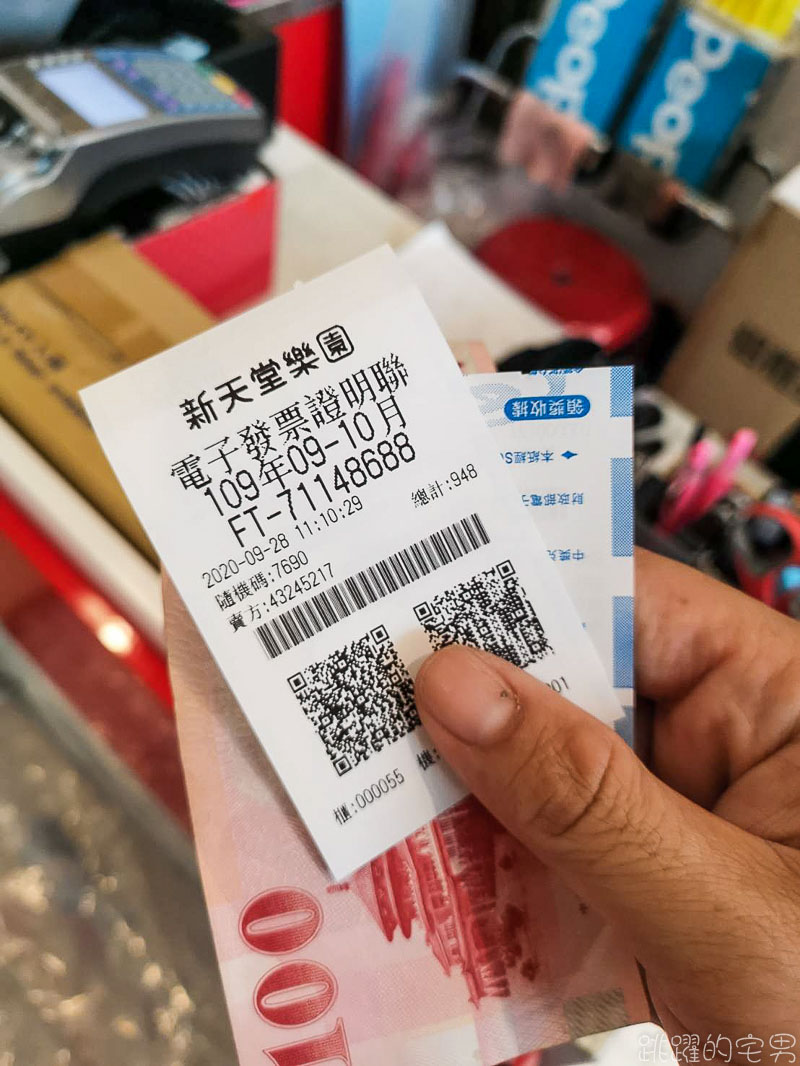 新天堂樂園
電子發票證明聯
109年09-10月
FT-71148688
2020-09-28 11:10:29
隨機碼:7690 總計:948
賣方:43245217
櫃:000055 機:
領獎收據
100
跳躍的宅男